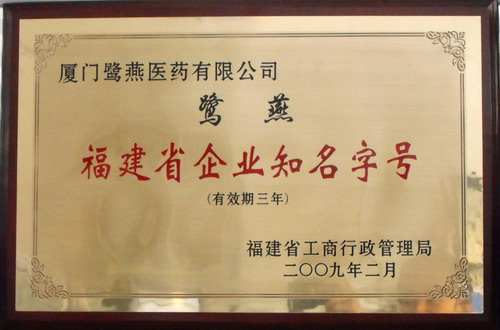 厦门鹭燕医药有限公司
鹭燕
福建省企业知名字号
(有效期三年)
福建省工商行政管理局
二〇〇九年二月